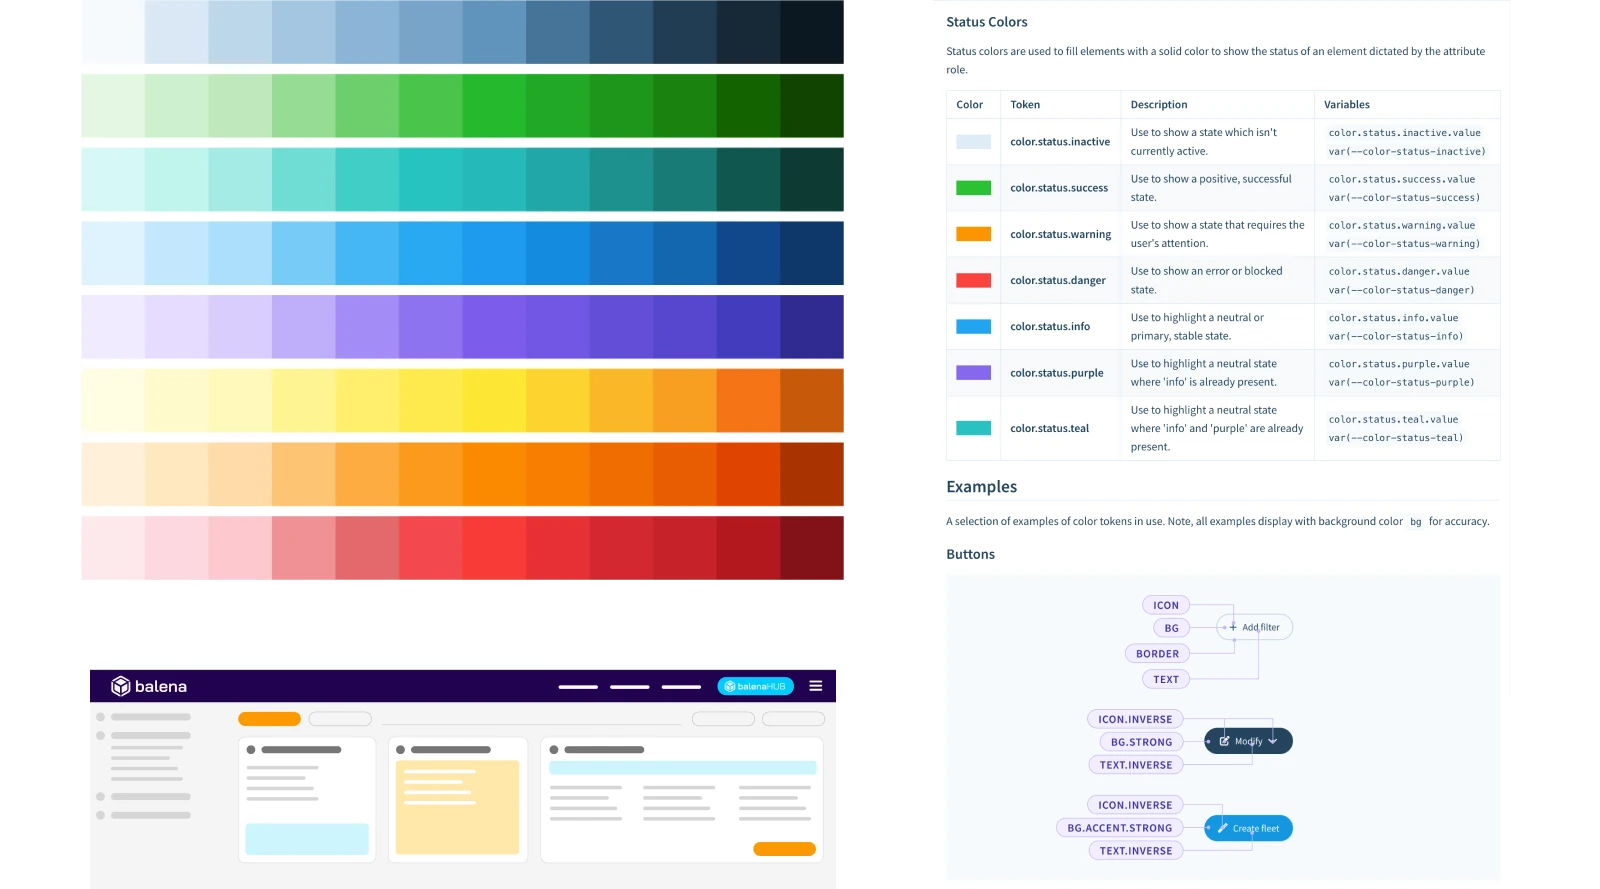 Status Colors
Status colors are used to fill elements with a solid color to show the status of an element dictated by the attribute
role.
Color Token Description Variables
color.status.inactive
Use to show a state which isn't
currently active.
color.status.inactive.value
var(--color-status-inactive)
color.status.success
Use to show a positive, successful
state.
color.status.success.value
var(--color-status-success)
color.status.warning
Use to show a state that requires the
user's attention.
color.status.warning.value
var(--color-status-warning)
color.status.danger
Use to show an error or blocked
state.
color.status.danger.value
var(--color-status-danger)
color.status.info
Use to highlight a neutral or
primary, stable state.
color.status.info.value
var(--color-status-info)
color.status.purple
Use to highlight a neutral state
where 'info' is already present.
color.status.purple.value
var(--color-status-purple)
color.status.teal
Use to highlight a neutral state
where 'info' and 'purple' are already
present.
color.status.teal.value
var(--color-status-teal)
Examples
A selection of examples of color tokens in use. Note, all examples display with background color bg for accuracy.
Buttons
ICON
BG
BORDER
TEXT
+ Add filter
ICON.INVERSE
BG.STRONG
TEXT.INVERSE
Modify
ICON.INVERSE
BG.ACCENT.STRONG
TEXT.INVERSE
Create fleet
balena
balenaHUB